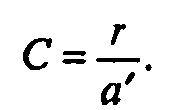 C = r/a′.